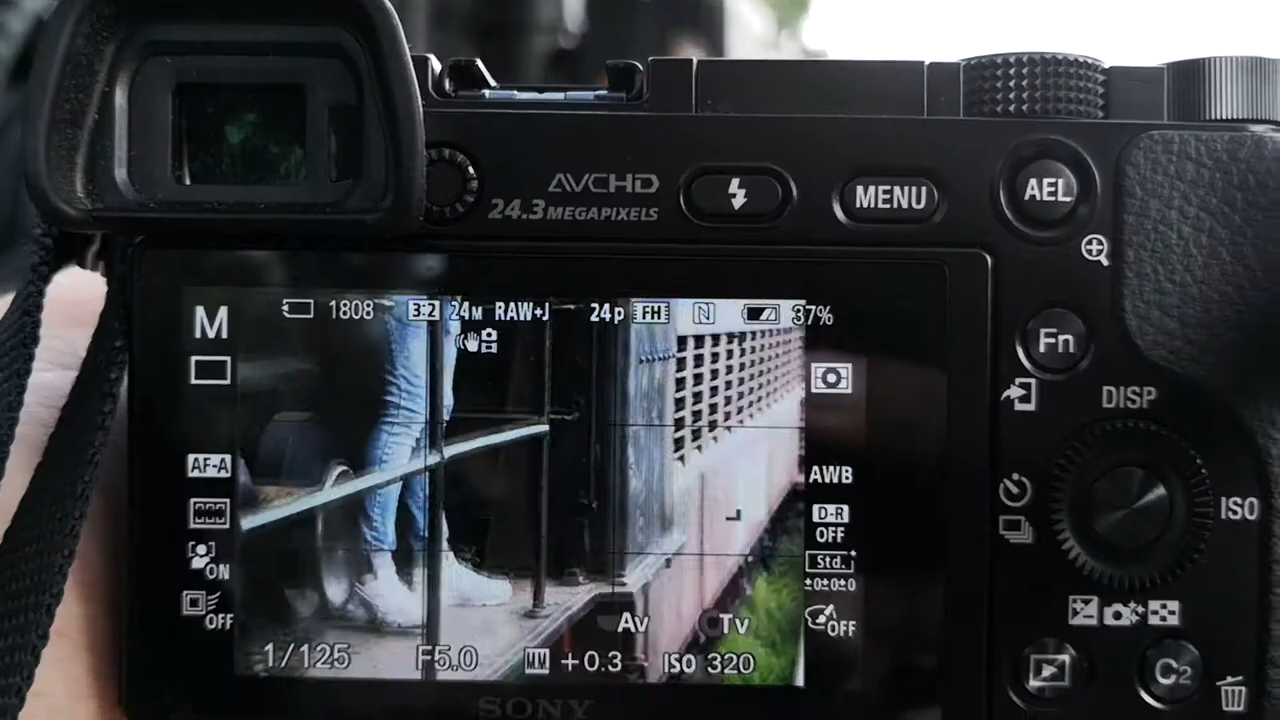 AVCHD
24.3 MEGAPIXELS
MENU
AEL
M
1808 3:2 24M RAW+J 24p FH N 37%
Fn
DISP
AF-A
AWB
ISO
D-R
OFF
Std.
±0±0±0
ON
OFF
OFF
Av Tv
1/125 F5.0 MM +0.3 ISO 320
C2
SONY